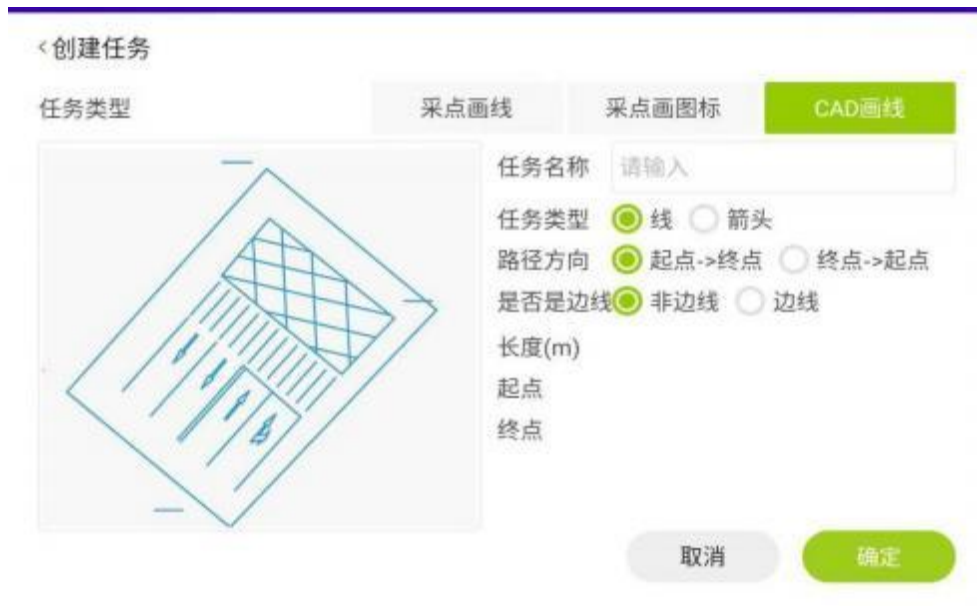 <创建任务
任务类型 采点画线 采点画图标 CAD画线
任务名称 请输入
任务类型 线 箭头
路径方向 起点->终点 终点->起点
是否是边线 非边线 边线
长度(m)
起点
终点
取消 确定